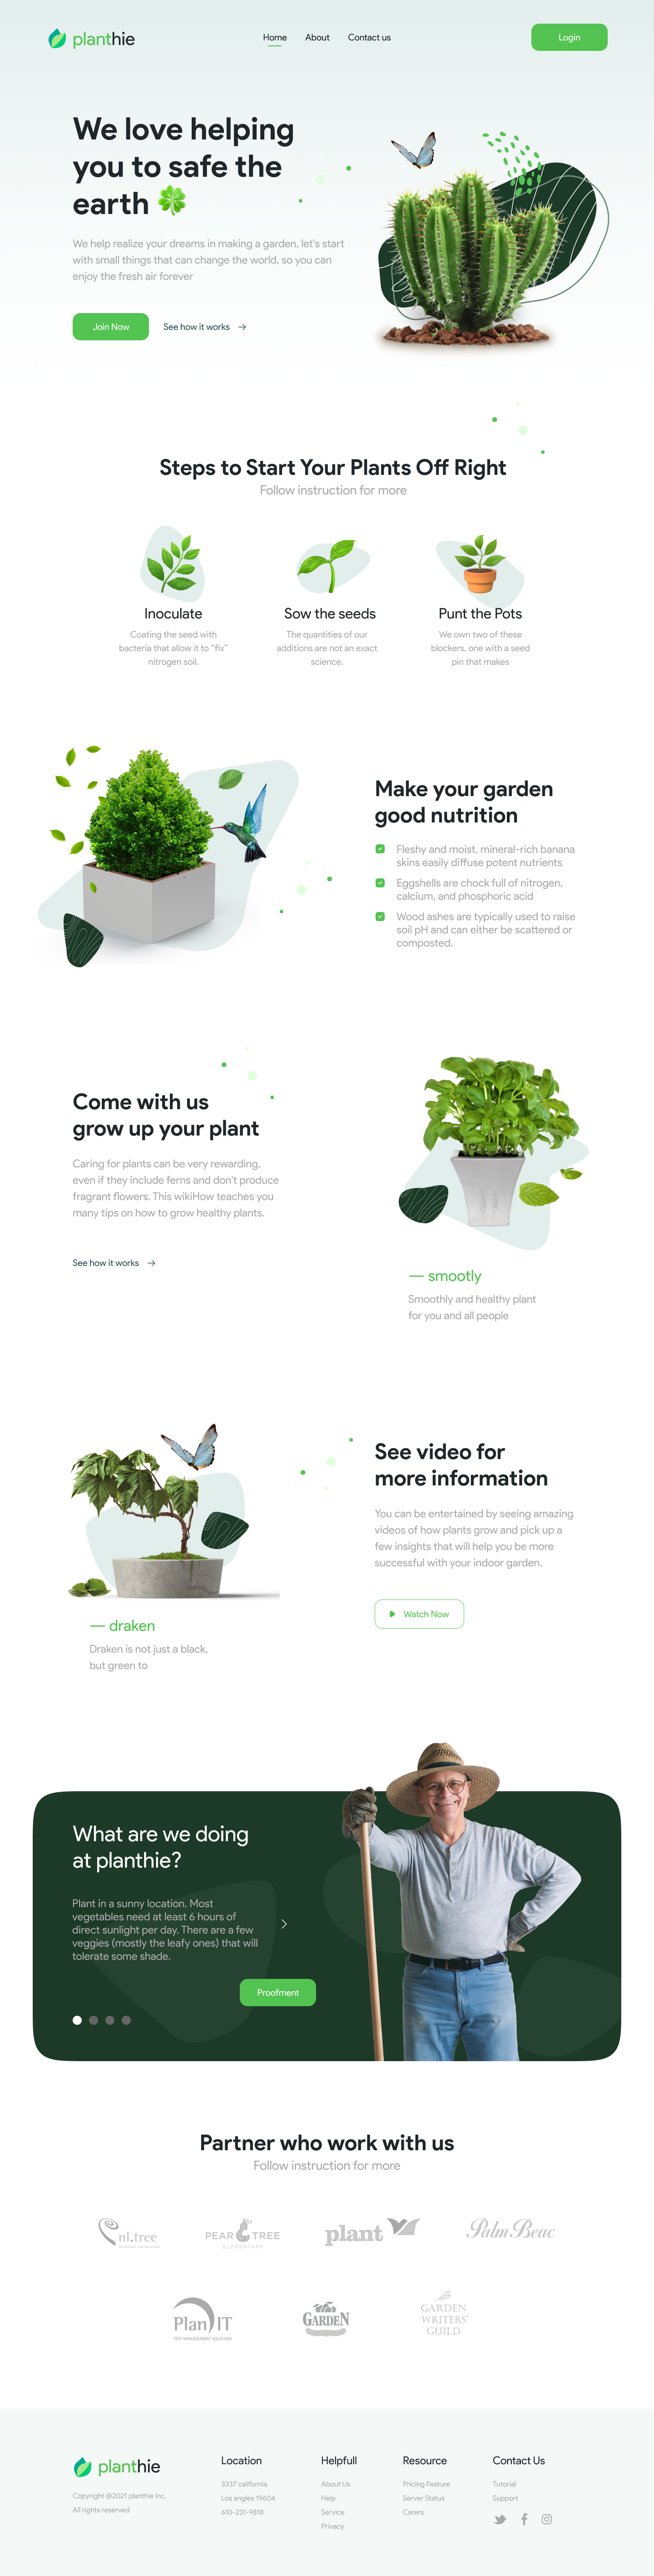 planthie
Home About Contact us
Login
We love helping
you to safe the
earth
We help realize your dreams in making a garden, let's start
with small things that can change the world, so you can
enjoy the fresh air forever
Join Now
See how it works
Steps to Start Your Plants Off Right
Follow instruction for more
Inoculate
Coating the seed with
bacteria that allow it to “fix”
nitrogen soil.
Sow the seeds
The quantities of our
additions are not an exact
science.
Punt the Pots
We own two of these
blockers, one with a seed
pin that makes
Make your garden
good nutrition
Fleshy and moist, mineral-rich banana
skins easily diffuse potent nutrients
Eggshells are chock full of nitrogen,
calcium, and phosphoric acid
Wood ashes are typically used to raise
soil pH and can either be scattered or
composted.
Come with us
grow up your plant
Caring for plants can be very rewarding,
even if they include ferns and don't produce
fragrant flowers. This wikiHow teaches you
many tips on how to grow healthy plants.
See how it works
— smootly
Smoothly and healthy plant
for you and all people
— draken
Draken is not just a black,
but green to
See video for
more information
You can be entertained by seeing amazing
videos of how plants grow and pick up a
few insights that will help you be more
successful with your indoor garden.
Watch Now
What are we doing
at planthie?
Plant in a sunny location. Most
vegetables need at least 6 hours of
direct sunlight per day. There are a few
veggies (mostly the leafy ones) that will
tolerate some shade.
Proofment
Partner who work with us
Follow instruction for more
nl.tree
PEAR TREE
ELEMENTARY
plant
Palm Beac
Plan IT
TEST MANAGEMENT SOLUTIONS
GARDEN
GARDEN
WRITERS'
GUILD
planthie
Copyright @2021 planthie Inc.
All rights reserved
Location
3337 california
Los angles 19604
610-231-9818
Helpfull
About Us
Help
Service
Privacy
Resource
Pricing Feature
Server Status
Carers
Contact Us
Tutorial
Support